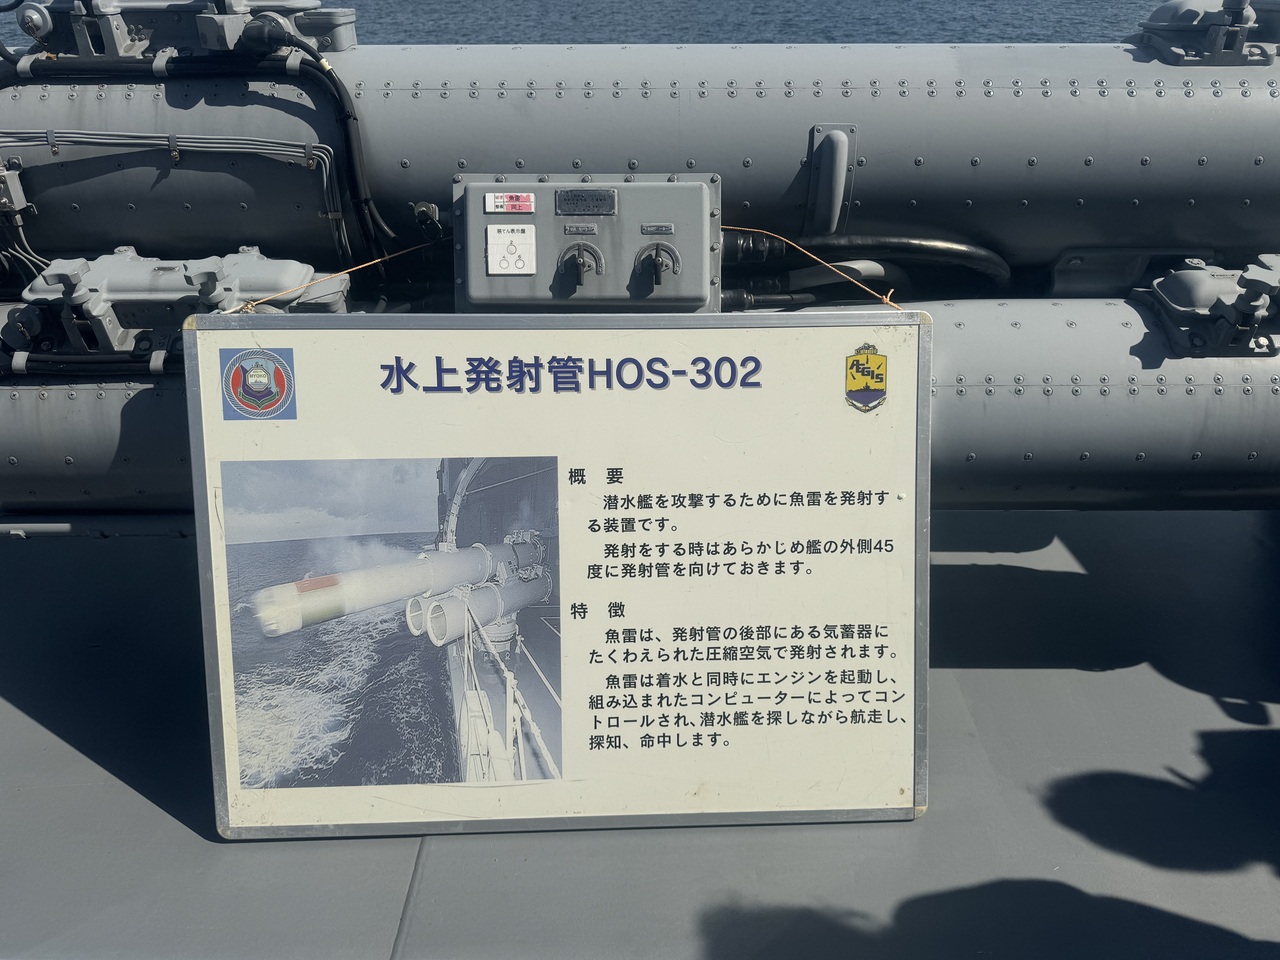 魚雷
同上
水上発射管HOS-302
MYOKO
AEGIS
概 要
潜水艦を攻撃するために魚雷を発射す
る装置です。
発射をする時はあらかじめ艦の外側45
度に発射管を向けておきます。
特 徴
魚雷は、発射管の後部にある気蓄器に
たくわえられた圧縮空気で発射されます。
魚雷は着水と同時にエンジンを起動し、
組み込まれたコンピューターによってコン
トロールされ、潜水艦を探しながら航走し、
探知、命中します。